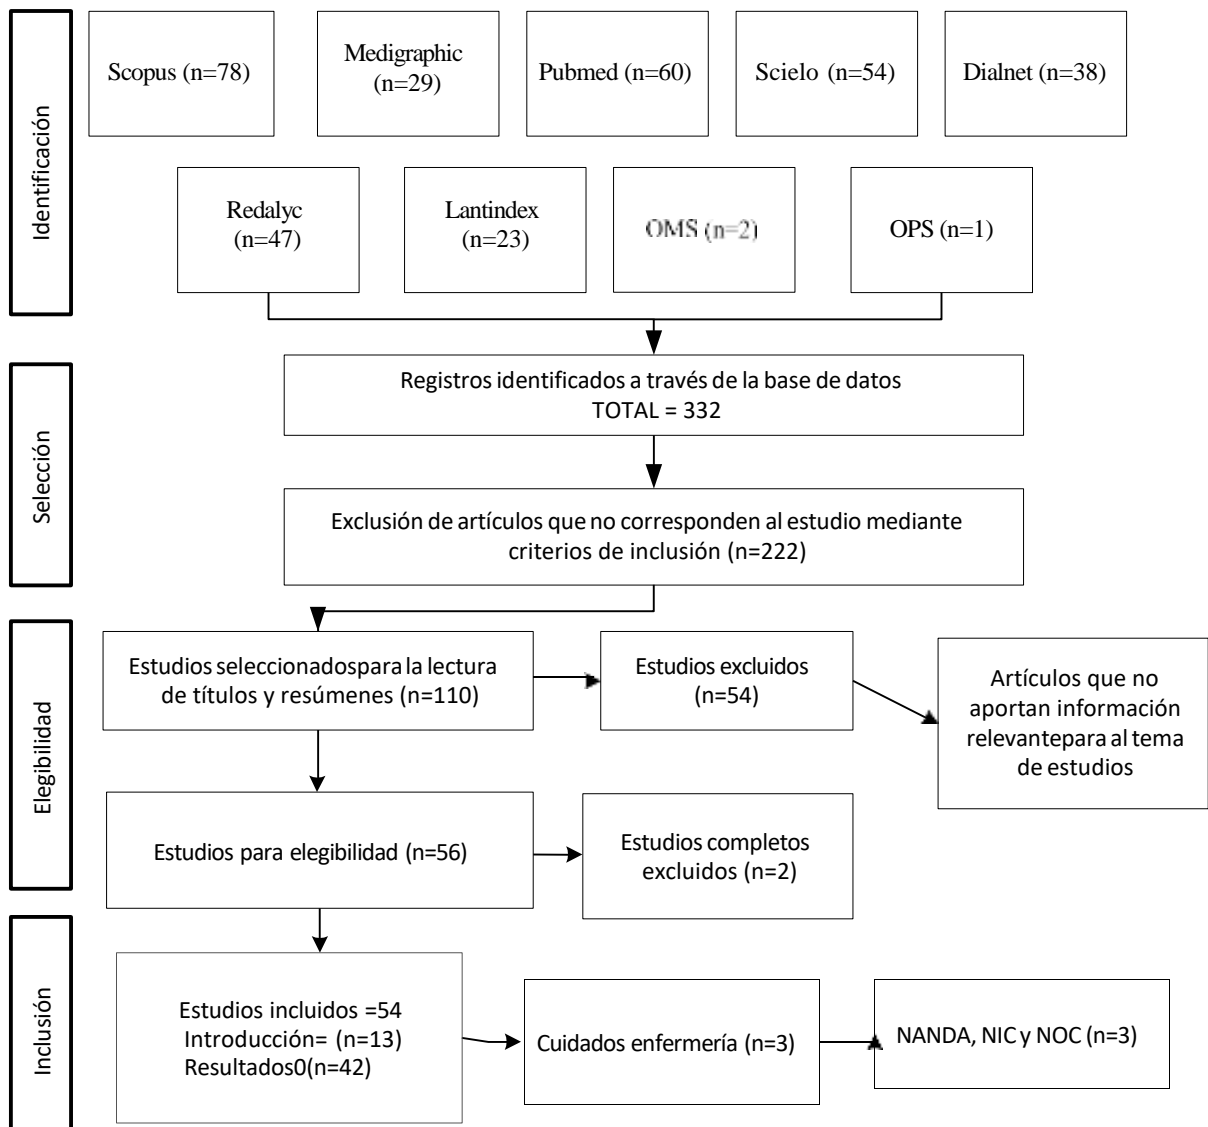 Identificación
Scopus (n=78)
Medigraphic
(n=29)
Pubmed (n=60)
Scielo (n=54)
Dialnet (n=38)
Redalyc
(n=47)
Lantindex
(n=23)
OMS (n=2)
OPS (n=1)
Selección
Registros identificados a través de la base de datos
TOTAL = 332
Exclusión de artículos que no corresponden al estudio mediante
criterios de inclusión (n=222)
Elegibilidad
Estudios seleccionadospara la lectura
de títulos y resúmenes (n=110)
Estudios excluidos
(n=54)
Artículos que no
aportan información
relevantepara al tema
de estudios
Estudios para elegibilidad (n=56)
Estudios completos
excluidos (n=2)
Inclusión
Estudios incluidos =54
Introducción= (n=13)
Resultados0(n=42)
Cuidados enfermería (n=3)
NANDA, NIC y NOC (n=3)